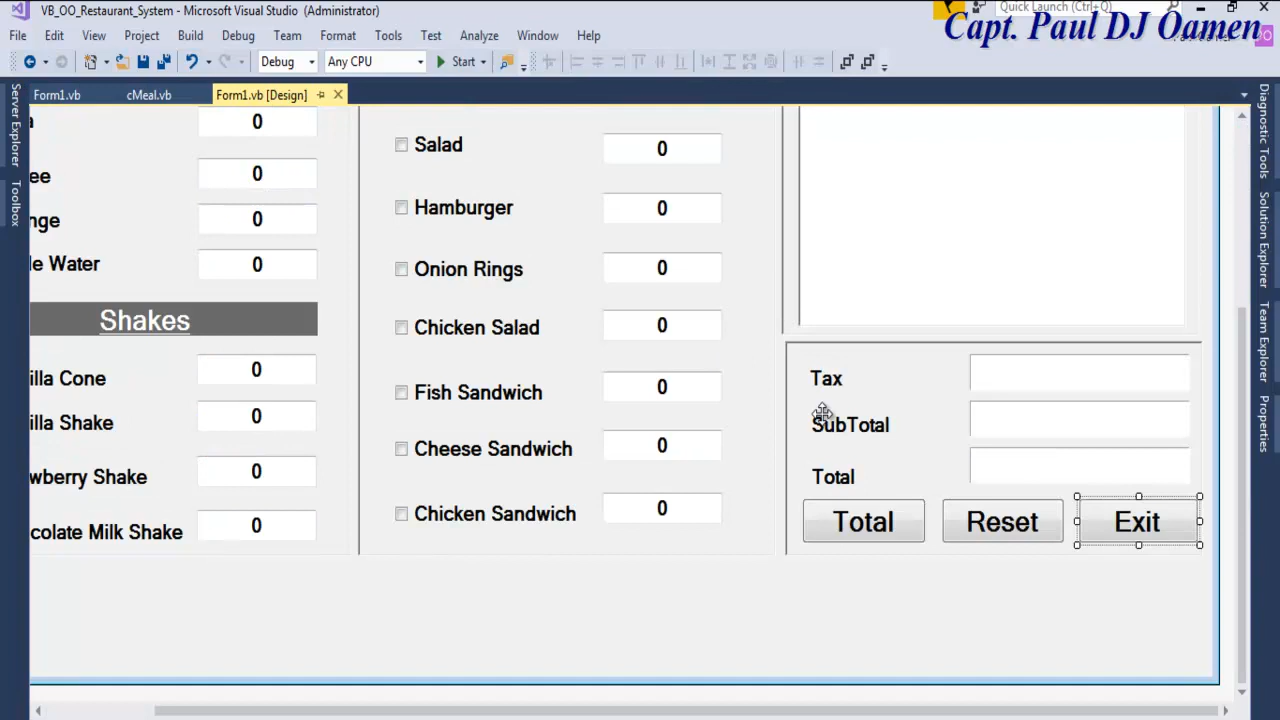 VB_OO_Restaurant_System - Microsoft Visual Studio (Administrator)
Quick Launch (Ctrl+Q)
Capt. Paul DJ Oamen
File Edit View Project Build Debug Team Format Tools Test Analyze Window Help
Debug Any CPU Start
Form1.vb cMeal.vb Form1.vb [Design]
Server Explorer
Toolbox
Diagnostic Tools
Solution Explorer
Team Explorer
Properties
0
ee 0
nge 0
le Water 0
Shakes
illa Cone 0
illa Shake 0
wberry Shake 0
colate Milk Shake 0
Salad 0
Hamburger 0
Onion Rings 0
Chicken Salad 0
Fish Sandwich 0
Cheese Sandwich 0
Chicken Sandwich 0
Tax
SubTotal
Total
Total Reset Exit